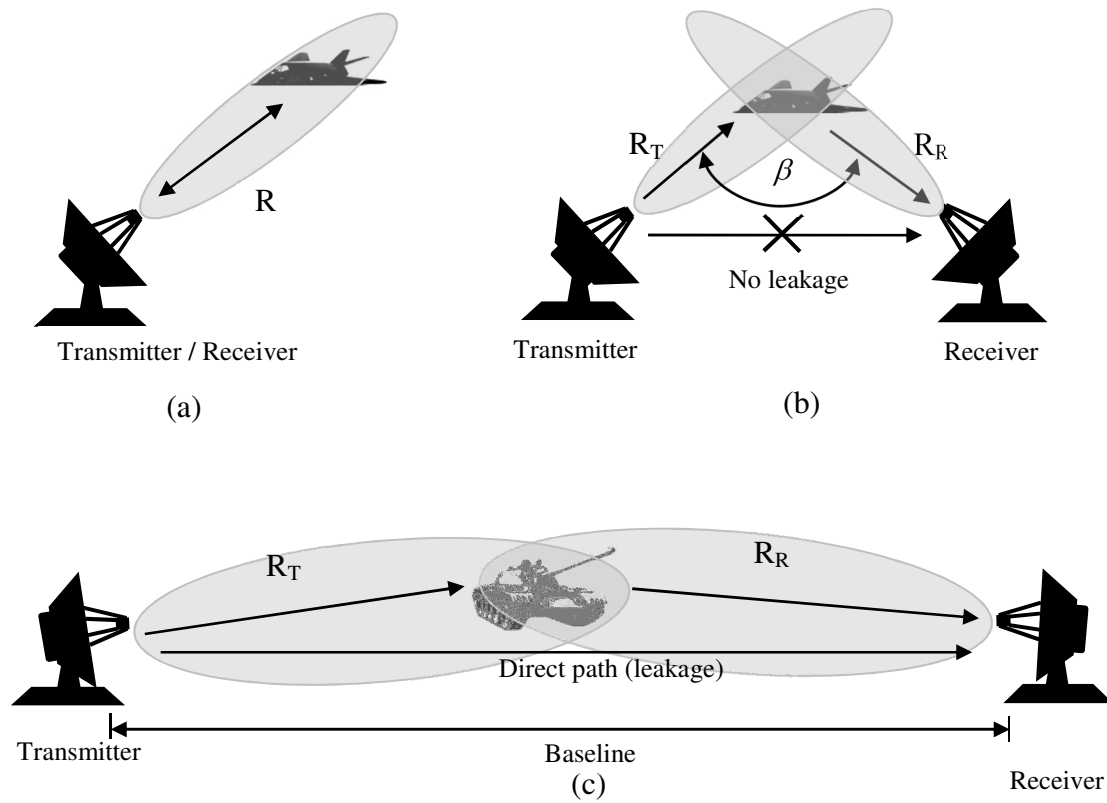 R
Transmitter / Receiver
(a)
R_T
R_R
β
No leakage
Transmitter
Receiver
(b)
R_T
R_R
Direct path (leakage)
Transmitter
Baseline
Receiver
(c)